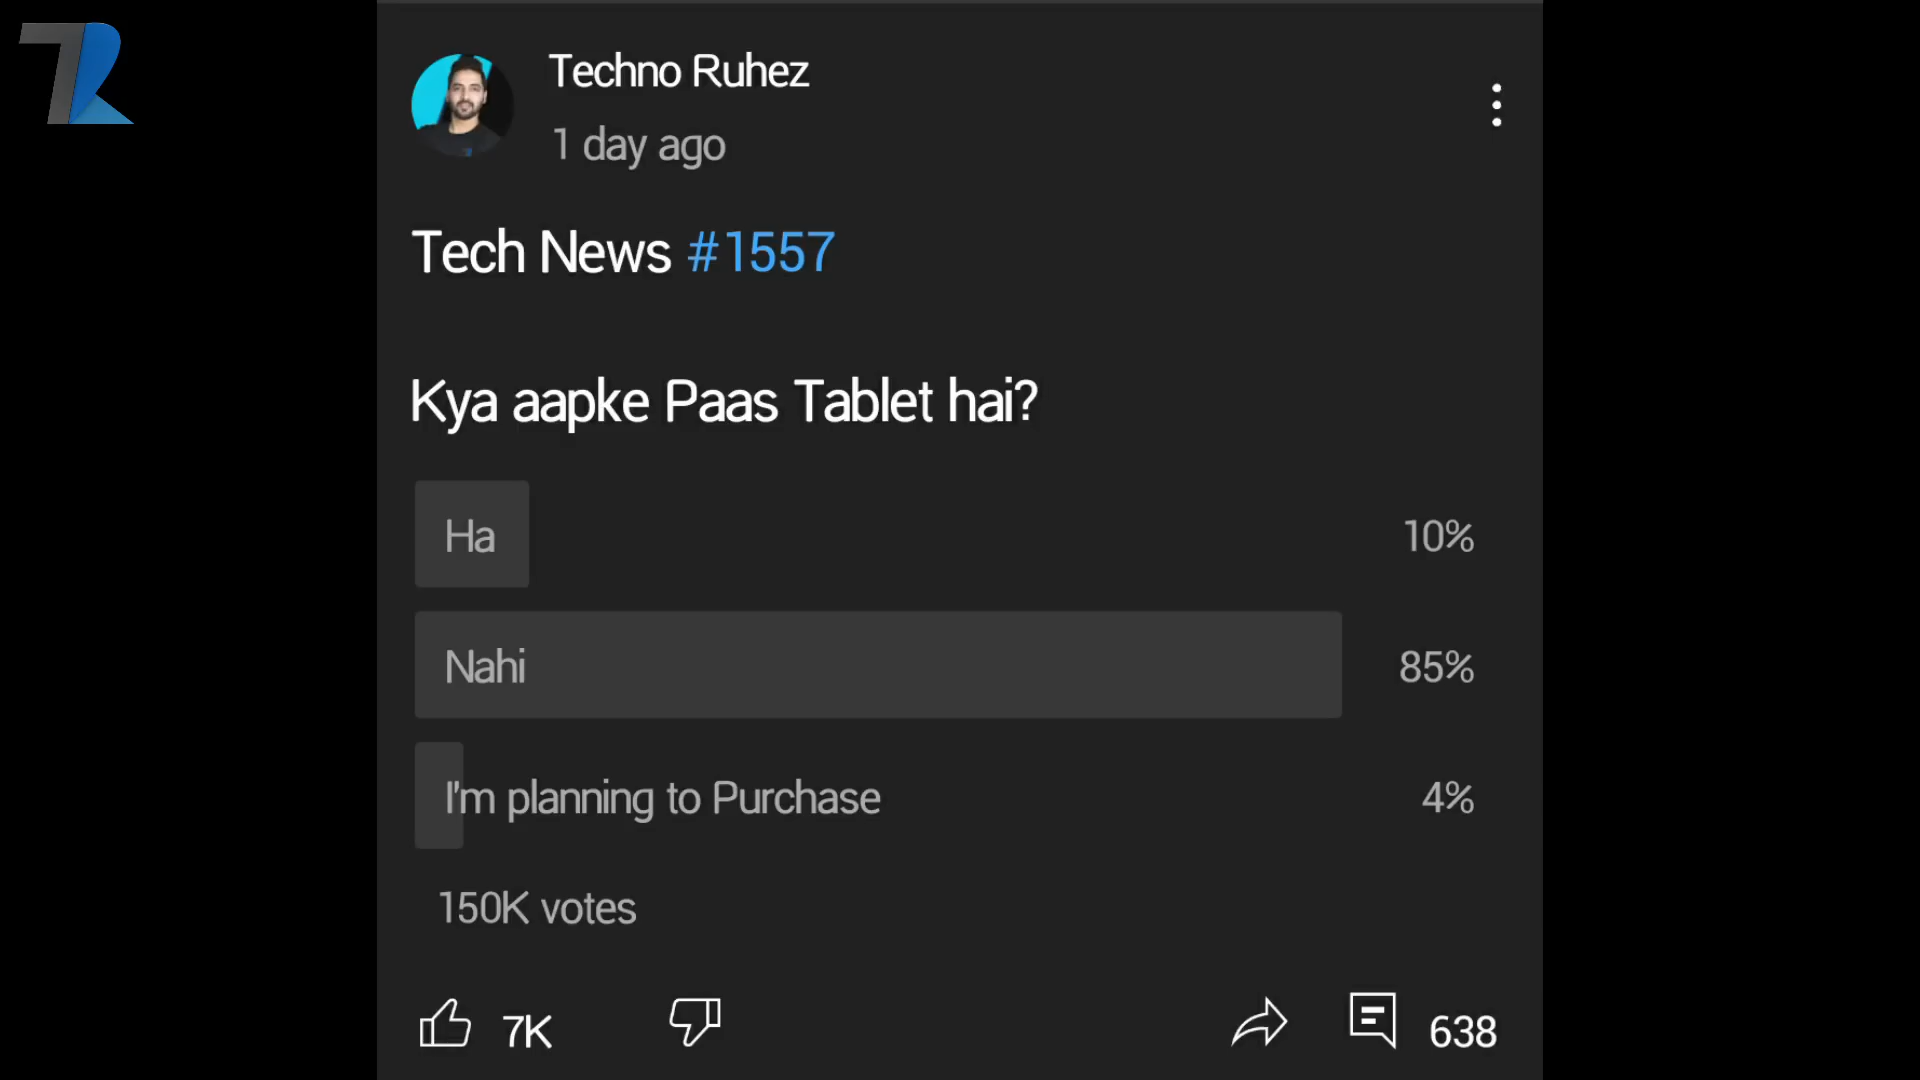 TR
Techno Ruhez
1 day ago
Tech News #1557
Kya aapke Paas Tablet hai?
Ha 10%
Nahi 85%
I'm planning to Purchase 4%
150K votes
7K 638